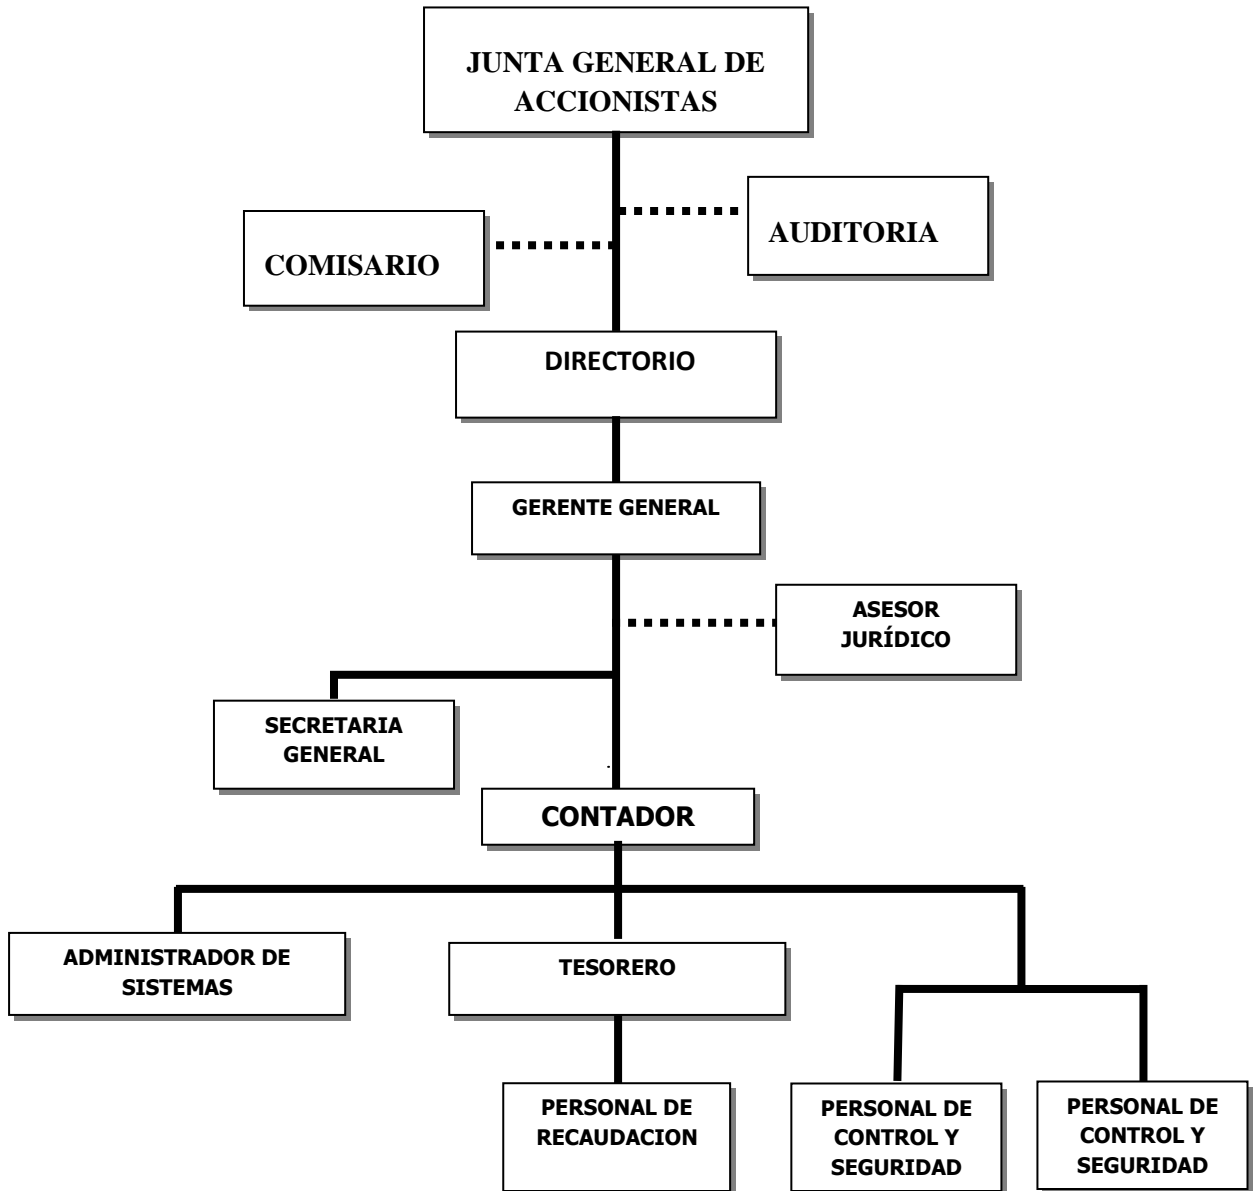 JUNTA GENERAL DE
ACCIONISTAS
AUDITORIA
COMISARIO
DIRECTORIO
GERENTE GENERAL
ASESOR
JURÍDICO
SECRETARIA
GENERAL
CONTADOR
ADMINISTRADOR DE
SISTEMAS
TESORERO
PERSONAL DE
RECAUDACION
PERSONAL DE
CONTROL Y
SEGURIDAD
PERSONAL DE
CONTROL Y
SEGURIDAD